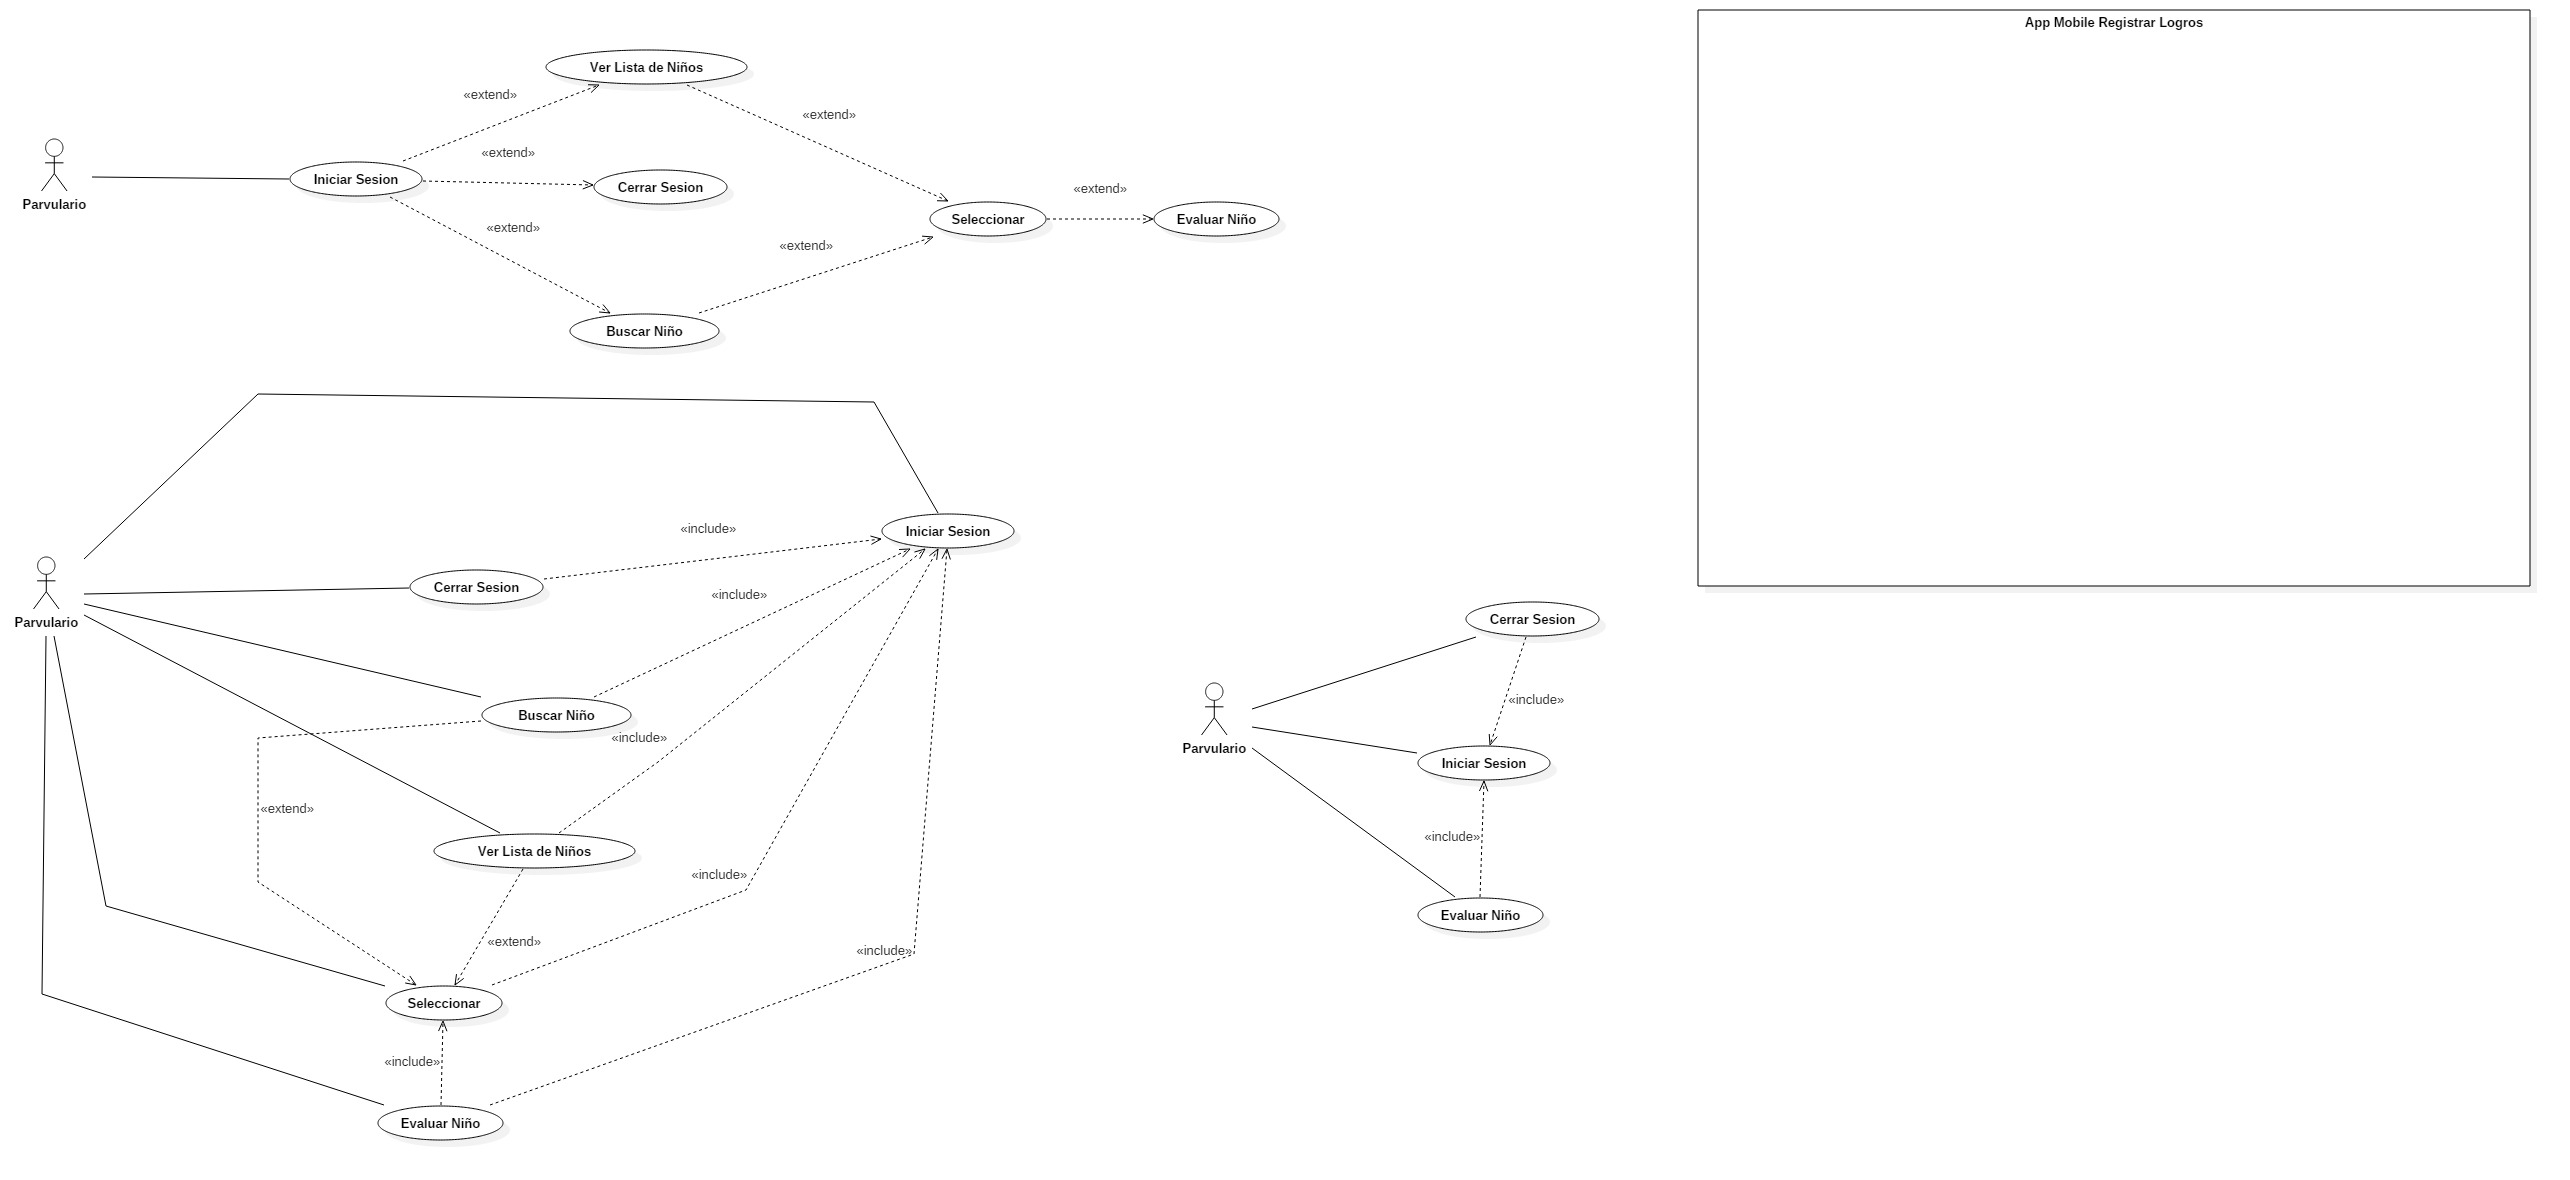 App Mobile Registrar Logros
Ver Lista de Niños
«extend»
«extend»
«extend»
Iniciar Sesion
Cerrar Sesion
«extend»
Parvulario
Seleccionar
Evaluar Niño
«extend»
«extend»
«extend»
Buscar Niño
Iniciar Sesion
«include»
Cerrar Sesion
«include»
Parvulario
Buscar Niño
«include»
«extend»
Ver Lista de Niños
«include»
«extend»
«include»
Seleccionar
«include»
Evaluar Niño
Cerrar Sesion
«include»
Parvulario
Iniciar Sesion
«include»
Evaluar Niño